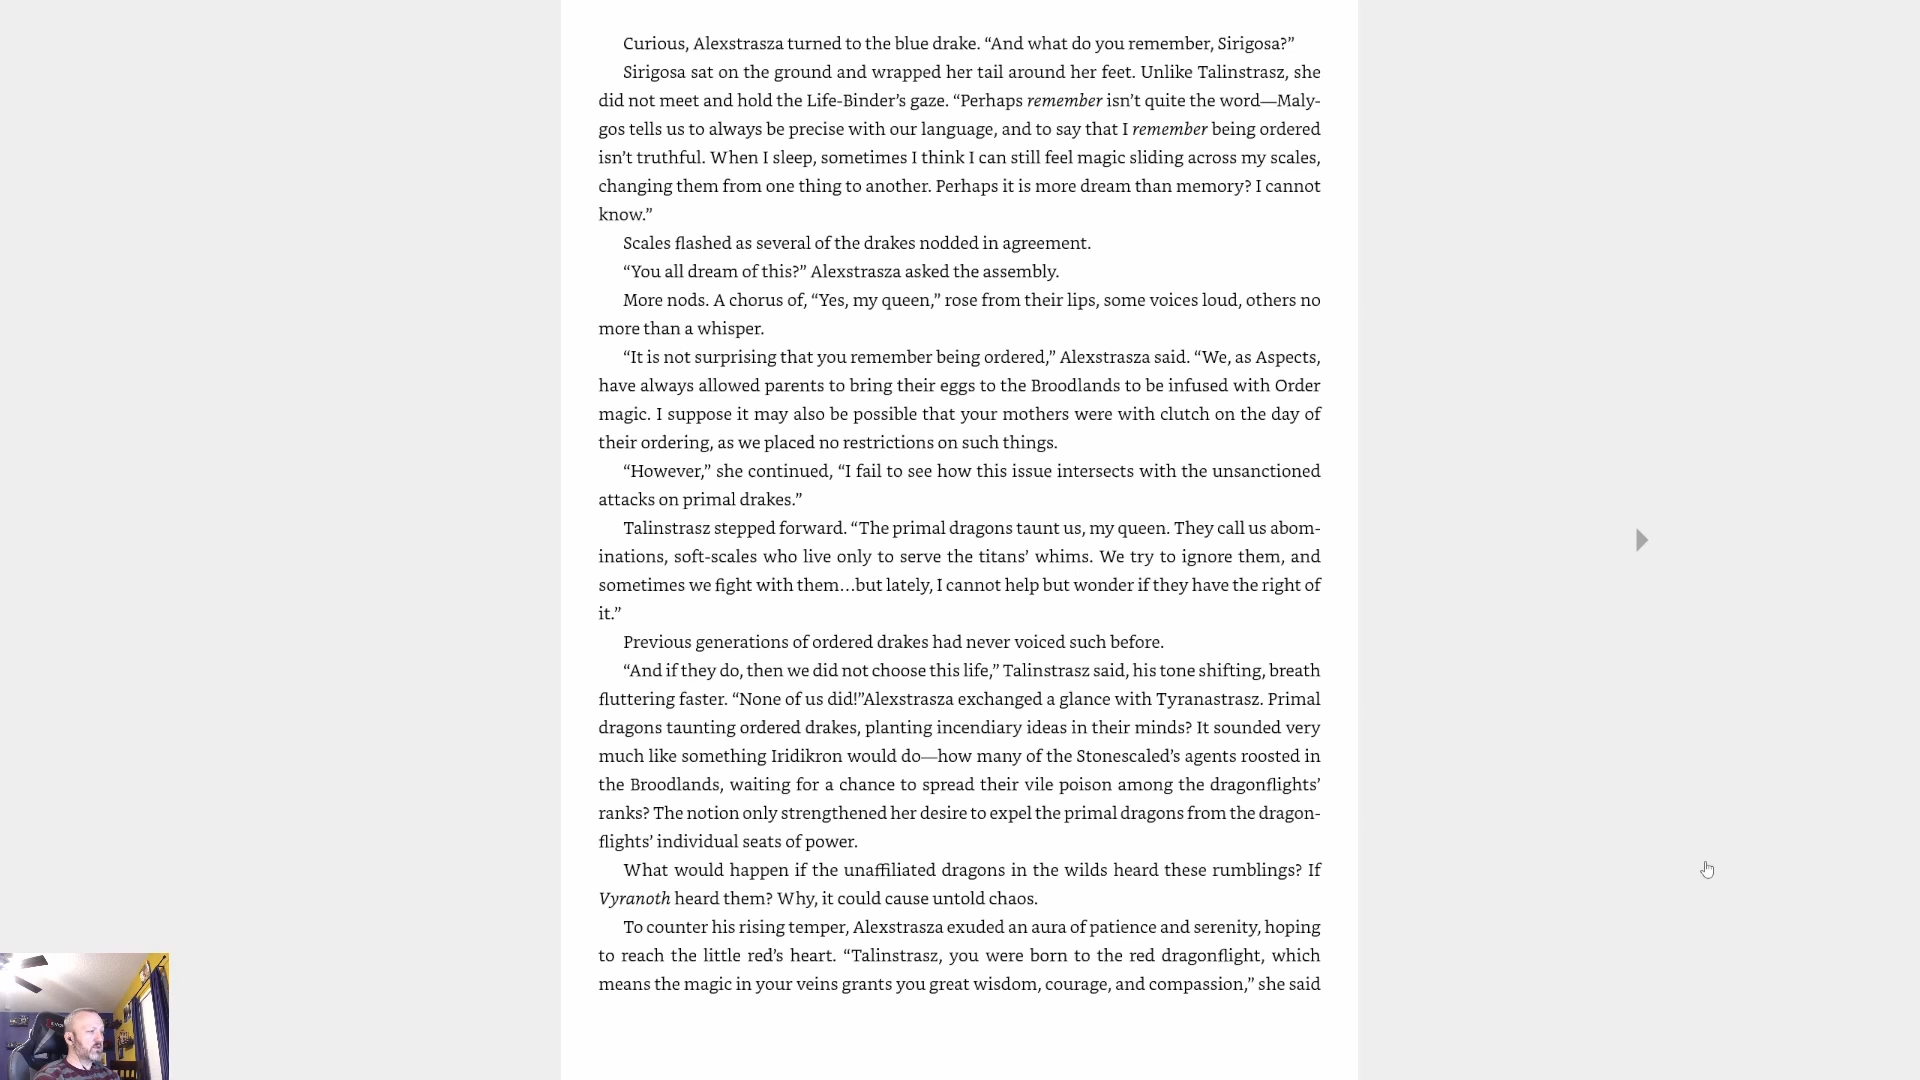 Curious, Alexstrasza turned to the blue drake. “And what do you remember, Sirigosa?”
Sirigosa sat on the ground and wrapped her tail around her feet. Unlike Talinstrasz, she
did not meet and hold the Life-Binder’s gaze. “Perhaps remember isn’t quite the word—Maly-
gos tells us to always be precise with our language, and to say that I remember being ordered
isn’t truthful. When I sleep, sometimes I think I can still feel magic sliding across my scales,
changing them from one thing to another. Perhaps it is more dream than memory? I cannot
know.”
Scales flashed as several of the drakes nodded in agreement.
“You all dream of this?” Alexstrasza asked the assembly.
More nods. A chorus of, “Yes, my queen,” rose from their lips, some voices loud, others no
more than a whisper.
“It is not surprising that you remember being ordered,” Alexstrasza said. “We, as Aspects,
have always allowed parents to bring their eggs to the Broodlands to be infused with Order
magic. I suppose it may also be possible that your mothers were with clutch on the day of
their ordering, as we placed no restrictions on such things.
“However,” she continued, “I fail to see how this issue intersects with the unsanctioned
attacks on primal drakes.”
Talinstrasz stepped forward. “The primal dragons taunt us, my queen. They call us abom-
inations, soft-scales who live only to serve the titans’ whims. We try to ignore them, and
sometimes we fight with them…but lately, I cannot help but wonder if they have the right of
it.”
Previous generations of ordered drakes had never voiced such before.
“And if they do, then we did not choose this life,” Talinstrasz said, his tone shifting, breath
fluttering faster. “None of us did!”Alexstrasza exchanged a glance with Tyranastrasz. Primal
dragons taunting ordered drakes, planting incendiary ideas in their minds? It sounded very
much like something Iridikron would do—how many of the Stonescaled’s agents roosted in
the Broodlands, waiting for a chance to spread their vile poison among the dragonflights’
ranks? The notion only strengthened her desire to expel the primal dragons from the dragon-
flights’ individual seats of power.
What would happen if the unaffiliated dragons in the wilds heard these rumblings? If
Vyranoth heard them? Why, it could cause untold chaos.
To counter his rising temper, Alexstrasza exuded an aura of patience and serenity, hoping
to reach the little red’s heart. “Talinstrasz, you were born to the red dragonflight, which
means the magic in your veins grants you great wisdom, courage, and compassion,” she said